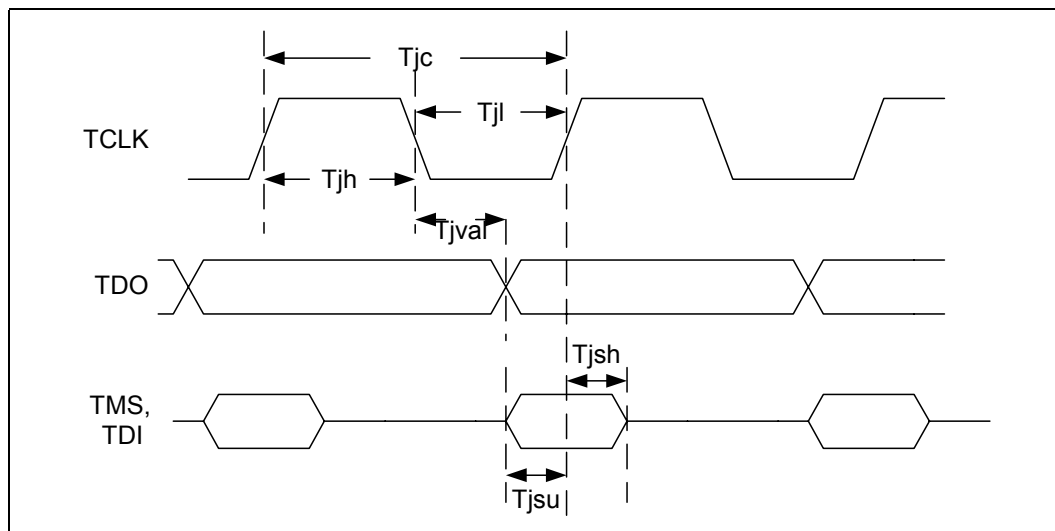 Tjc
Tjl
TCLK
Tjh
Tjval
TDO
Tjsh
TMS,
TDI
Tjsu